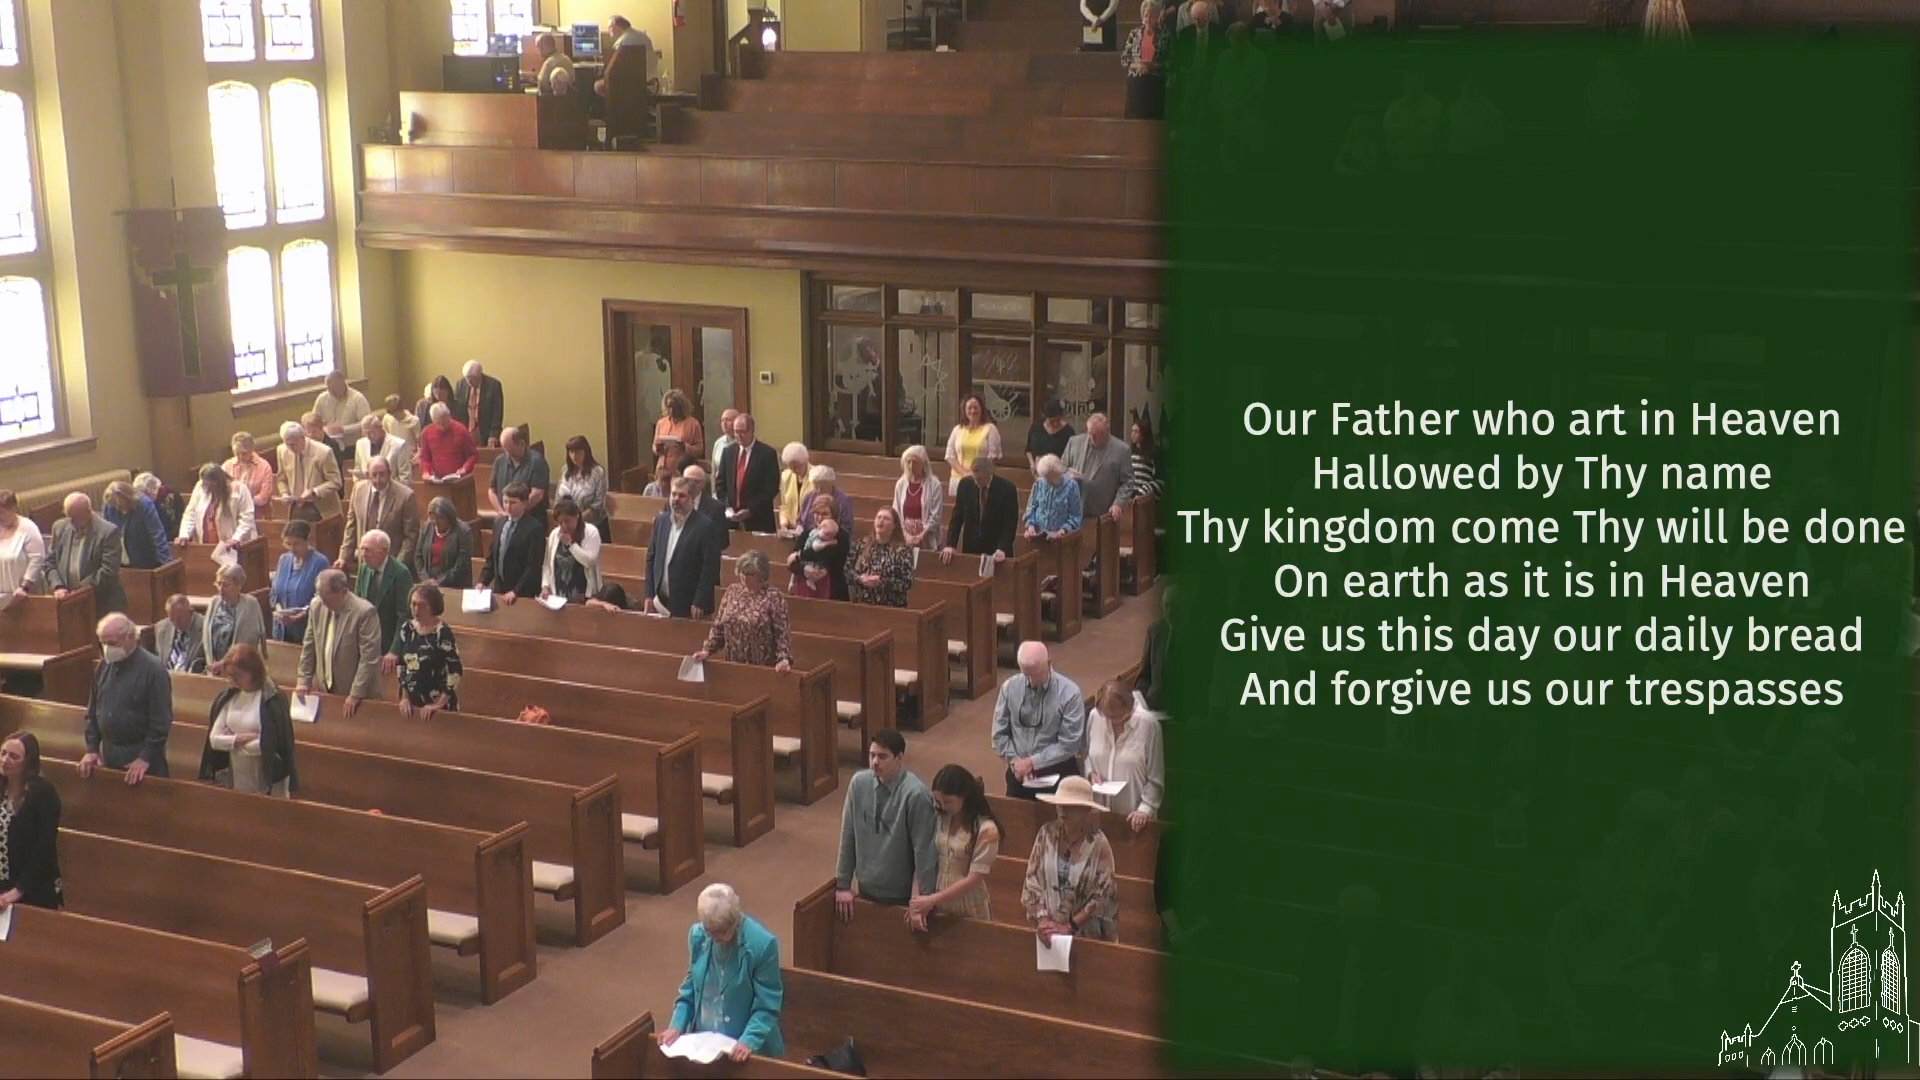 Our Father who art in Heaven
Hallowed by Thy name
Thy kingdom come Thy will be done
On earth as it is in Heaven
Give us this day our daily bread
And forgive us our trespasses